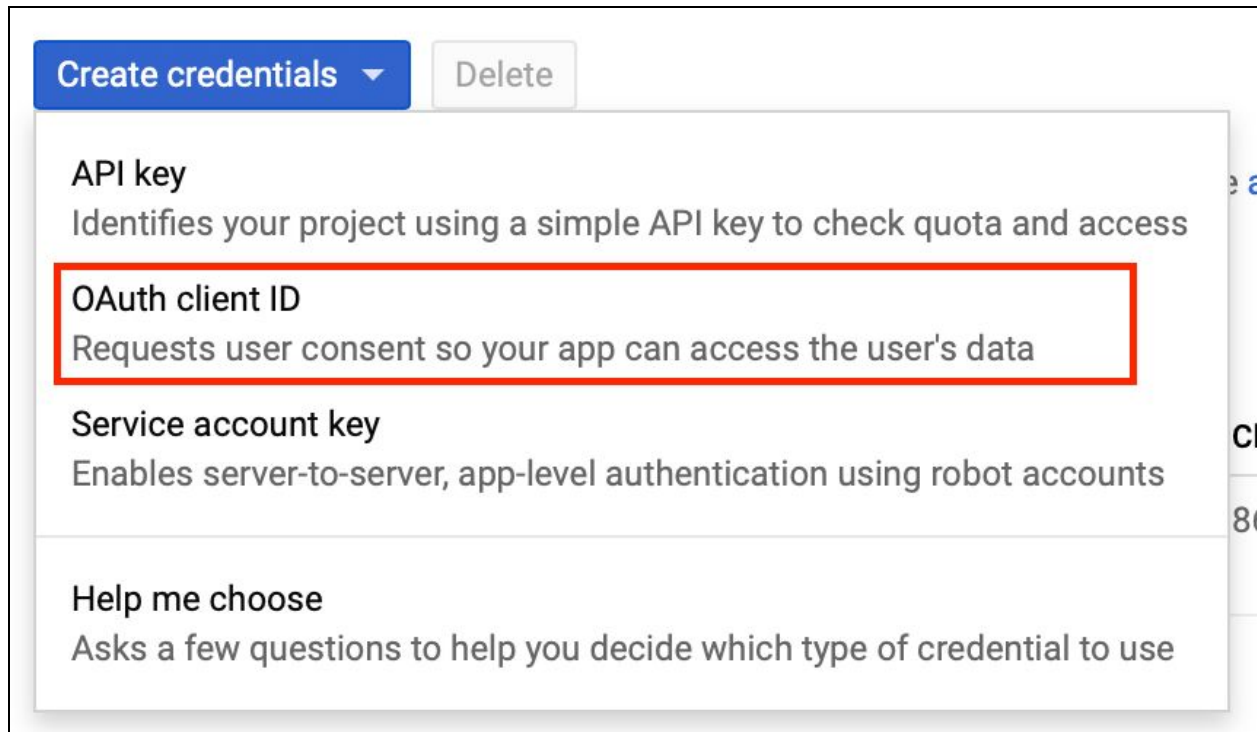 Create credentials
Delete
API key
Identifies your project using a simple API key to check quota and access
OAuth client ID
Requests user consent so your app can access the user's data
Service account key
Enables server-to-server, app-level authentication using robot accounts
Help me choose
Asks a few questions to help you decide which type of credential to use